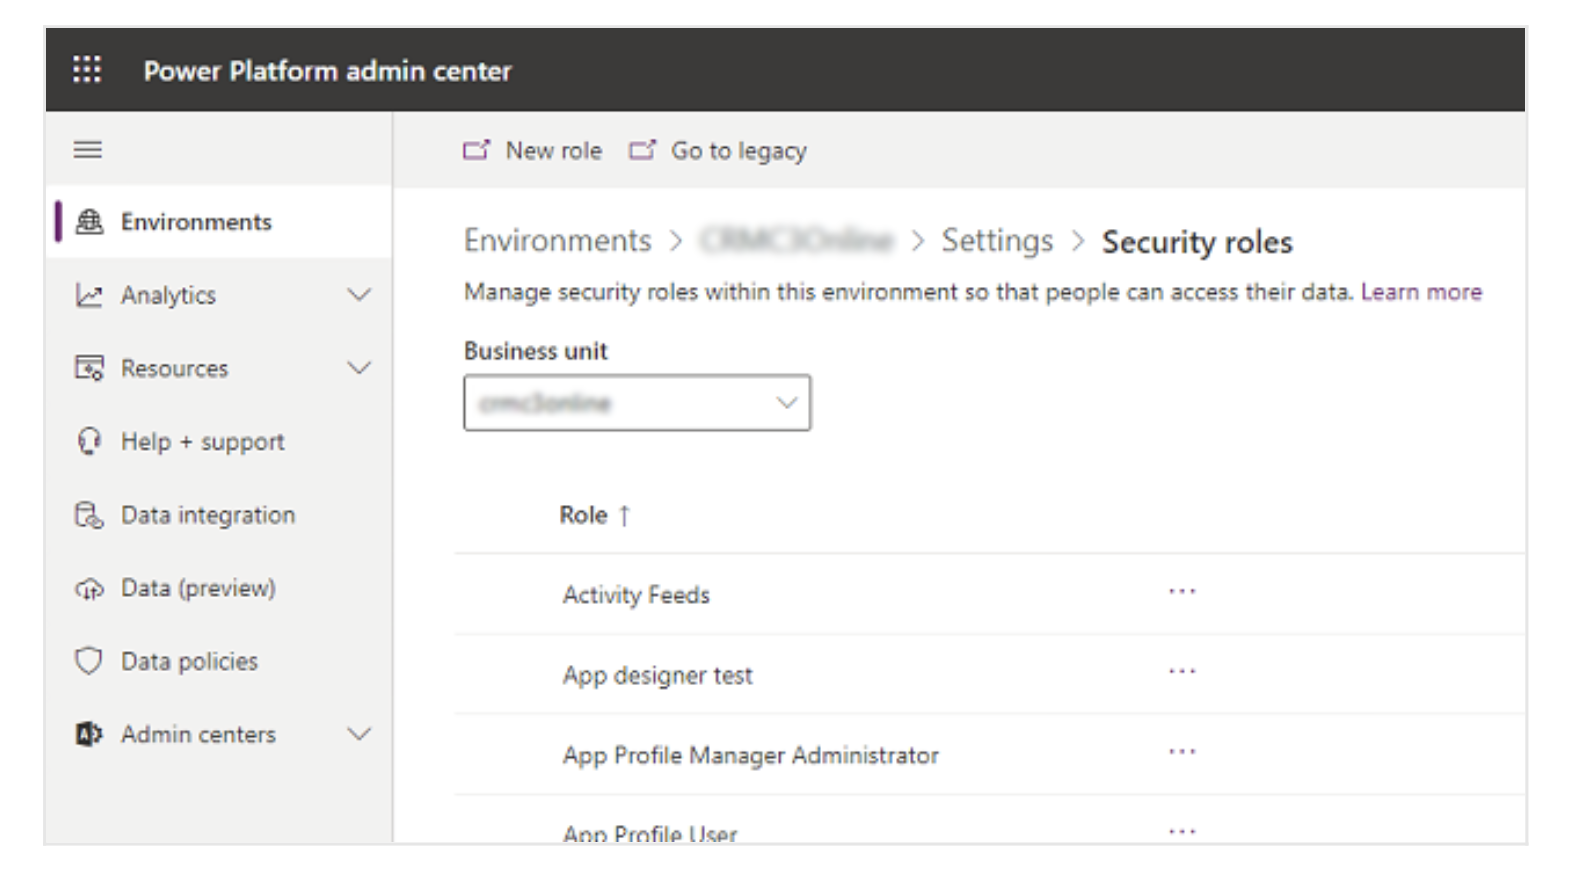 Power Platform admin center
New role Go to legacy
Environments
Analytics
Resources
Help + support
Data integration
Data (preview)
Data policies
Admin centers
Environments > > Settings > Security roles
Manage security roles within this environment so that people can access their data. Learn more
Business unit
Role ↑
Activity Feeds ...
App designer test ...
App Profile Manager Administrator ...
App Profile User ...